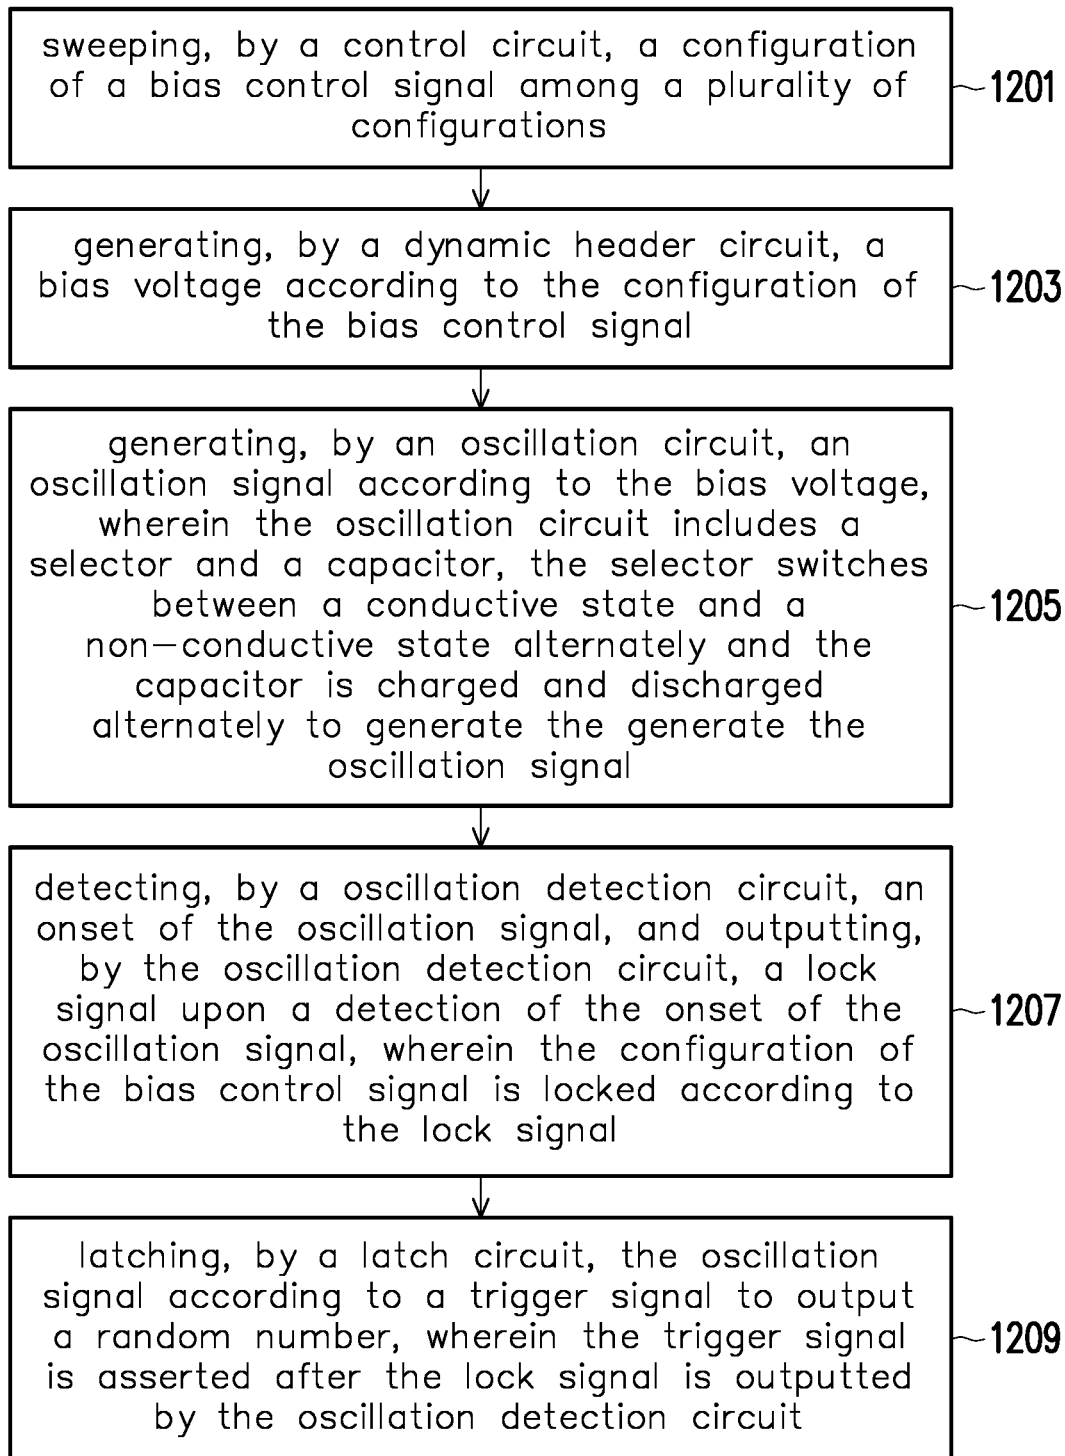 sweeping, by a control circuit, a configuration
of a bias control signal among a plurality of
configurations
1201
generating, by a dynamic header circuit, a
bias voltage according to the configuration of
the bias control signal
1203
generating, by an oscillation circuit, an
oscillation signal according to the bias voltage,
wherein the oscillation circuit includes a
selector and a capacitor, the selector switches
between a conductive state and a
non-conductive state alternately and the
capacitor is charged and discharged
alternately to generate the generate the
oscillation signal
1205
detecting, by a oscillation detection circuit, an
onset of the oscillation signal, and outputting,
by the oscillation detection circuit, a lock
signal upon a detection of the onset of the
oscillation signal, wherein the configuration of
the bias control signal is locked according to
the lock signal
1207
latching, by a latch circuit, the oscillation
signal according to a trigger signal to output
a random number, wherein the trigger signal
is asserted after the lock signal is outputted
by the oscillation detection circuit
1209